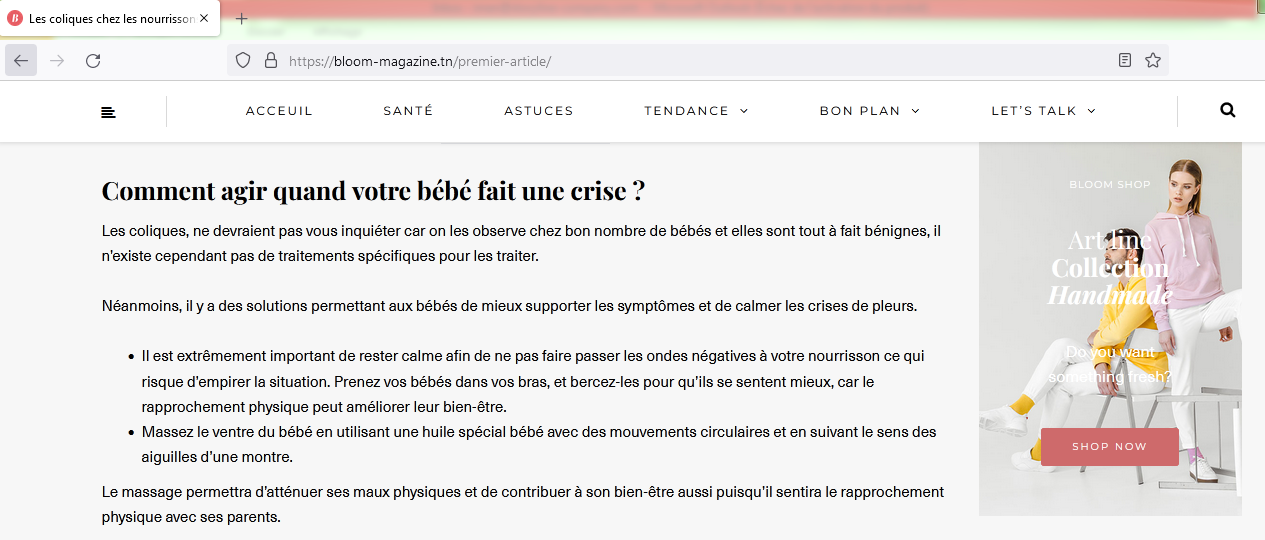 B Les coliques chez les nourrisson
https://bloom-magazine.tn/premier-article/
ACCEUIL SANTÉ ASTUCES TENDANCE BON PLAN LET'S TALK
Comment agir quand votre bébé fait une crise ?
Les coliques, ne devraient pas vous inquiéter car on les observe chez bon nombre de bébés et elles sont tout à fait bénignes, il
n'existe cependant pas de traitements spécifiques pour les traiter.
Néanmoins, il y a des solutions permettant aux bébés de mieux supporter les symptômes et de calmer les crises de pleurs.
• Il est extrêmement important de rester calme afin de ne pas faire passer les ondes négatives à votre nourrisson ce qui
risque d'empirer la situation. Prenez vos bébés dans vos bras, et bercez-les pour qu'ils se sentent mieux, car le
rapprochement physique peut améliorer leur bien-être.
• Massez le ventre du bébé en utilisant une huile spécial bébé avec des mouvements circulaires et en suivant le sens des
aiguilles d'une montre.
Le massage permettra d'atténuer ses maux physiques et de contribuer à son bien-être aussi puisqu'il sentira le rapprochement
physique avec ses parents.
BLOOM SHOP
Art line
Collection
Handmade
Do you want
something fresh?
SHOP NOW